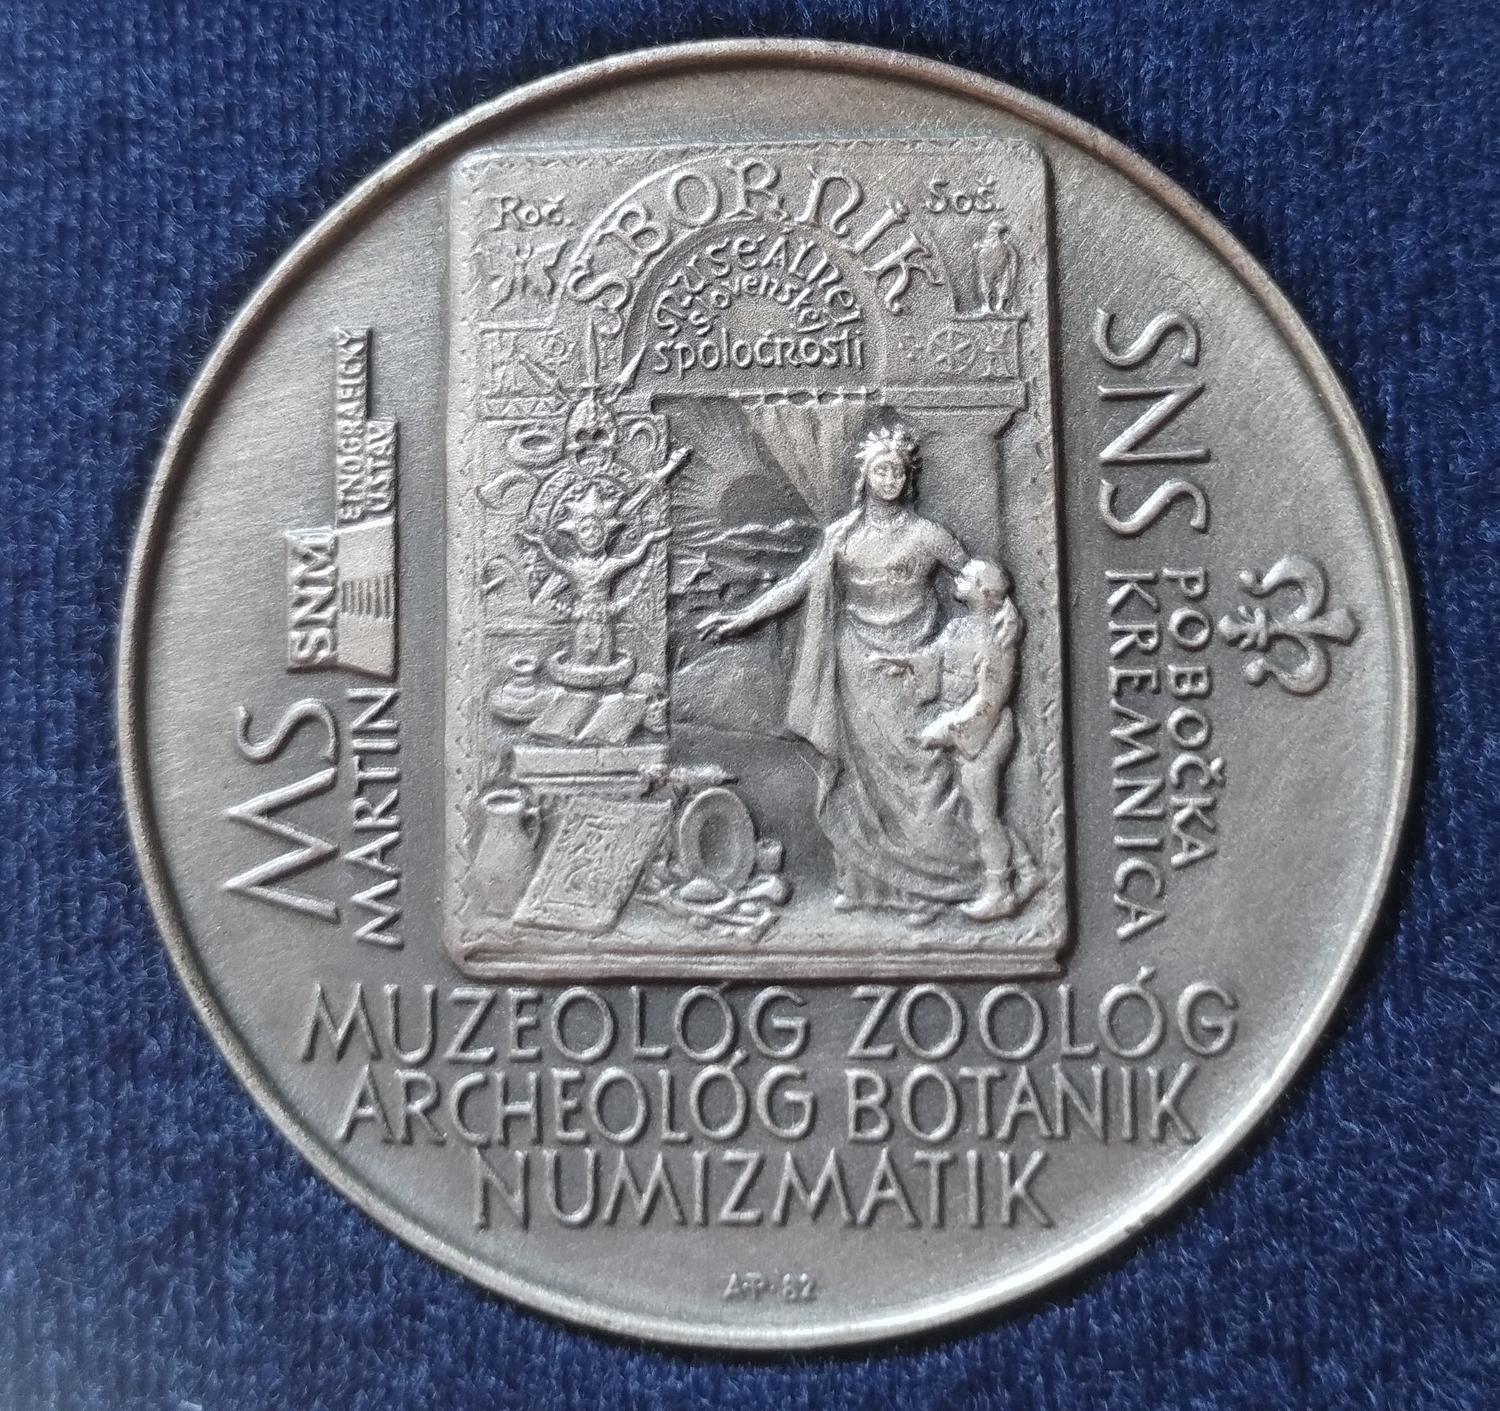 Roč.
Soš.
SBORNíK
MUSEÁLNEJ
slovenskej
spoločnosti
MS
MARTIN
SNM
ETNOGRAFICKÝ
ÚSTAV
SNS
POBOČKA
KREMNICA
MUZEOLÓG ZOOLÓG
ARCHEOLÓG BOTANIK
NUMIZMATIK
A·P·82